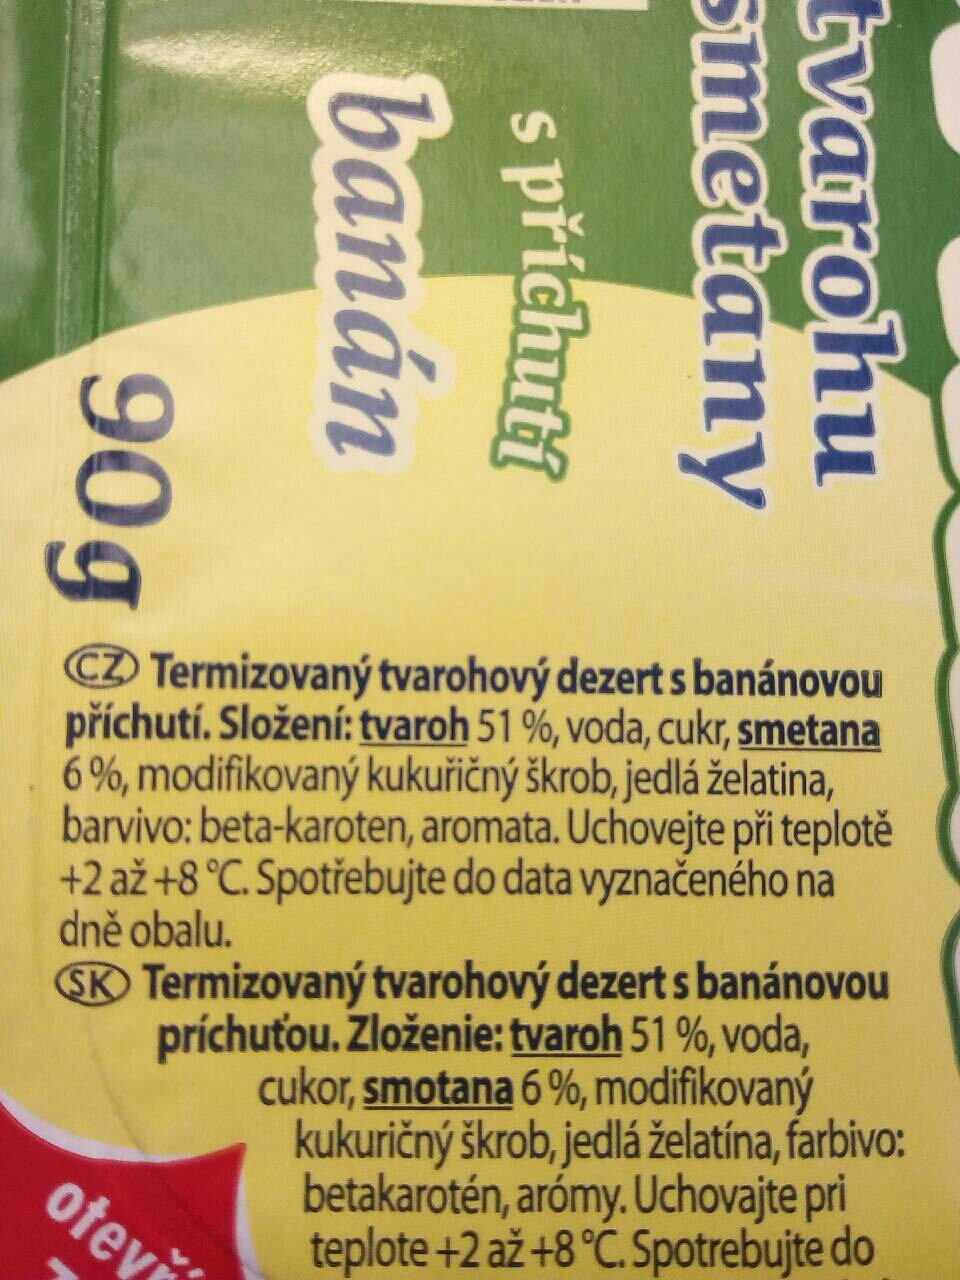 tvarohu
smetany
s příchutí
banán
90g
CZ Termizovaný tvarohový dezert s banánovou
příchutí. Složení: tvaroh 51 %, voda, cukr, smetana
6 %, modifikovaný kukuřičný škrob, jedlá želatina,
barvivo: beta-karoten, aromata. Uchovejte při teplotě
+2 až +8 °C. Spotřebujte do data vyznačeného na
dně obalu.
SK Termizovaný tvarohový dezert s banánovou
príchuťou. Zloženie: tvaroh 51 %, voda,
cukor, smotana 6 %, modifikovaný
kukuričný škrob, jedlá želatína, farbivo:
betakarotén, arómy. Uchovajte pri
teplote +2 až +8 °C. Spotrebujte do